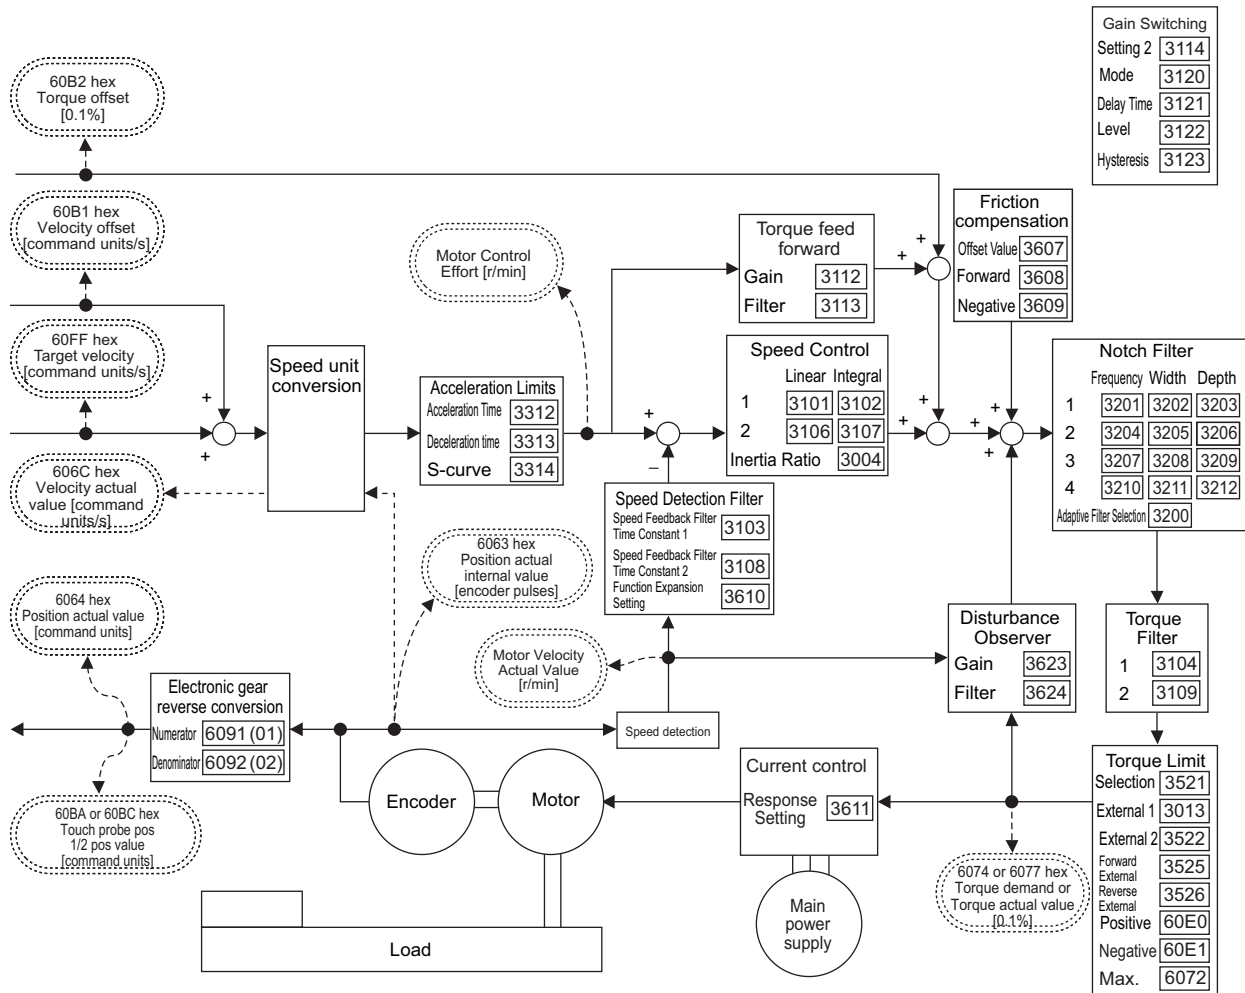 Gain Switching
Setting 2 3114
Mode 3120
Delay Time 3121
Level 3122
Hysteresis 3123
60B2 hex
Torque offset
[0.1%]
60B1 hex
Velocity offset
[command units/s]
60FF hex
Target velocity
[command units/s]
606C hex
Velocity actual
value [command
units/s]
+
+
Speed unit
conversion
Acceleration Limits
Acceleration Time 3312
Deceleration time 3313
S-curve 3314
Motor Control
Effort [r/min]
Torque feed
forward
Gain 3112
Filter 3113
+
+
Friction
compensation
Offset Value 3607
Forward 3608
Negative 3609
+
–
Speed Control
Linear Integral
1 3101 3102
2 3106 3107
Inertia Ratio 3004
+
+
+
+
+
Notch Filter
Frequency Width Depth
1 3201 3202 3203
2 3204 3205 3206
3 3207 3208 3209
4 3210 3211 3212
Adaptive Filter Selection 3200
Speed Detection Filter
Speed Feedback Filter
Time Constant 1 3103
Speed Feedback Filter
Time Constant 2 3108
Function Expansion
Setting 3610
6063 hex
Position actual
internal value
[encoder pulses]
6064 hex
Position actual value
[command units]
Motor Velocity
Actual Value
[r/min]
Disturbance
Observer
Gain 3623
Filter 3624
Torque
Filter
1 3104
2 3109
Electronic gear
reverse conversion
Numerator 6091 (01)
Denominator 6092 (02)
Speed detection
60BA or 60BC hex
Touch probe pos
1/2 pos value
[command units]
Encoder
Motor
Current control
Response
Setting 3611
Main
power
supply
Load
6074 or 6077 hex
Torque demand or
Torque actual value
[0.1%]
Torque Limit
Selection 3521
External 1 3013
External 2 3522
Forward
External 3525
Reverse
External 3526
Positive 60E0
Negative 60E1
Max. 6072